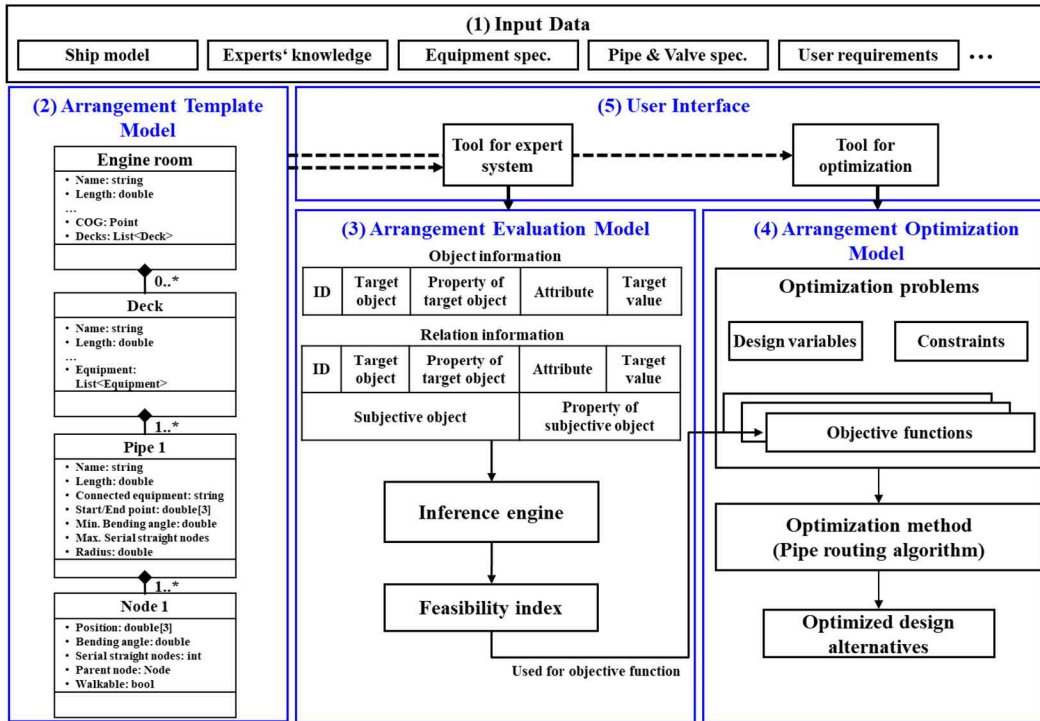 (1) Input Data
Ship model
Experts‘ knowledge
Equipment spec.
Pipe & Valve spec.
User requirements
...
(2) Arrangement Template
Model
Engine room
• Name: string
• Length: double
...
• COG: Point
• Decks: List<Deck>
0..*
Deck
• Name: string
• Length: double
...
• Equipment:
List<Equipment>
1..*
Pipe 1
• Name: string
• Length: double
• Connected equipment: string
• Start/End point: double[3]
• Min. Bending angle: double
• Max. Serial straight nodes
• Radius: double
1..*
Node 1
• Position: double[3]
• Bending angle: double
• Serial straight nodes: int
• Parent node: Node
• Walkable: bool
(5) User Interface
Tool for expert
system
Tool for
optimization
(3) Arrangement Evaluation Model
Object information
ID
Target
object
Property of
target object
Attribute
Target
value
Relation information
ID
Target
object
Property of
target object
Attribute
Target
value
Subjective object
Property of
subjective object
Inference engine
Feasibility index
Used for objective function
(4) Arrangement Optimization
Model
Optimization problems
Design variables
Constraints
Objective functions
Optimization method
(Pipe routing algorithm)
Optimized design
alternatives